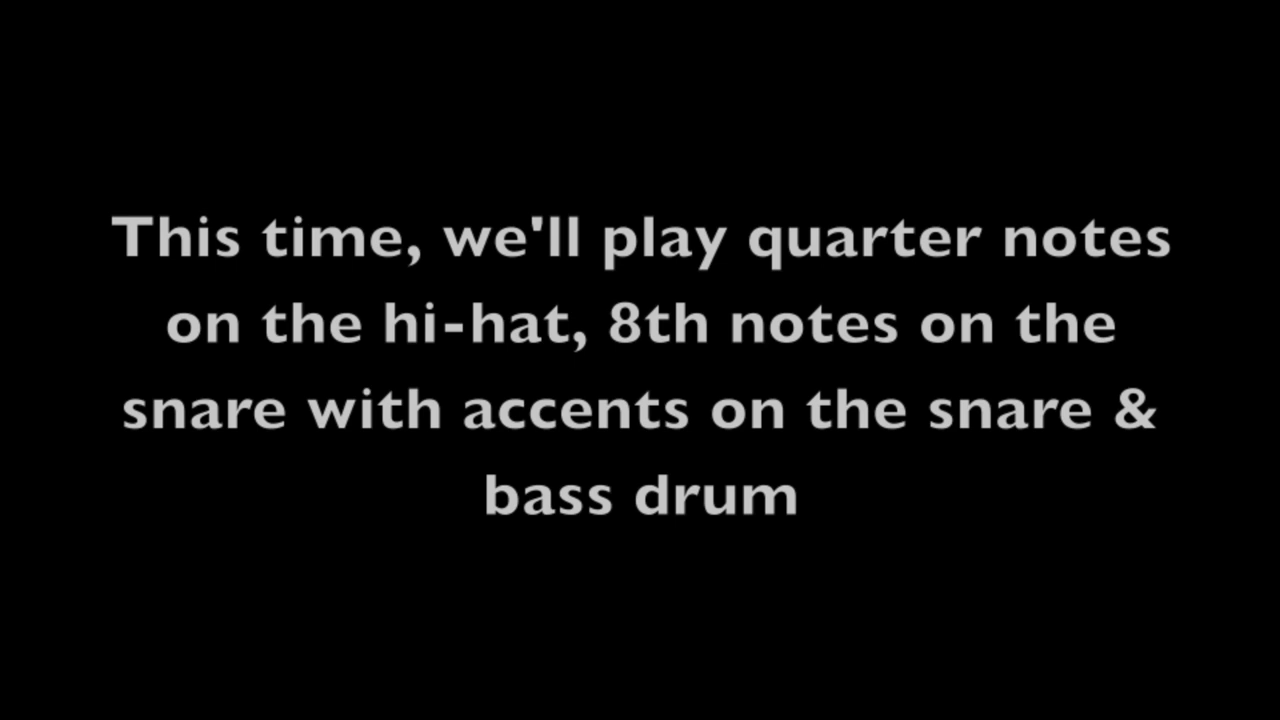 This time, we'll play quarter notes
on the hi-hat, 8th notes on the
snare with accents on the snare &
bass drum